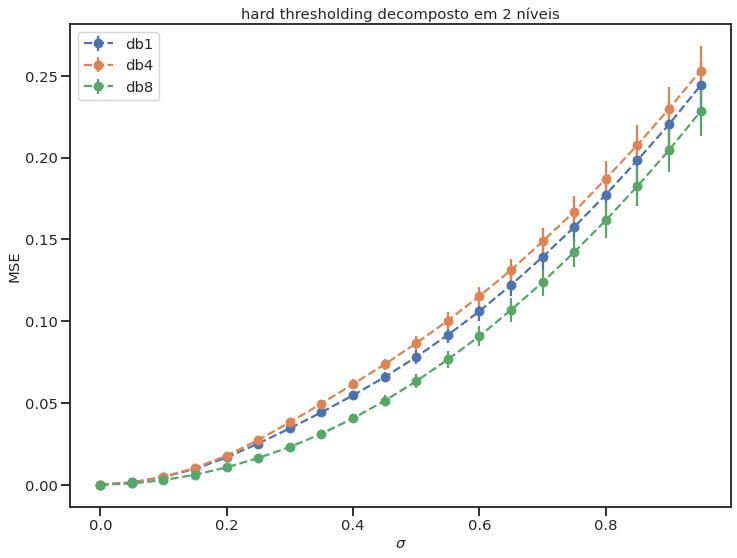 hard thresholding decomposto em 2 níveis
db1
db4
db8
MSE
0.25
0.20
0.15
0.10
0.05
0.00
0.0 0.2 0.4 0.6 0.8
σ